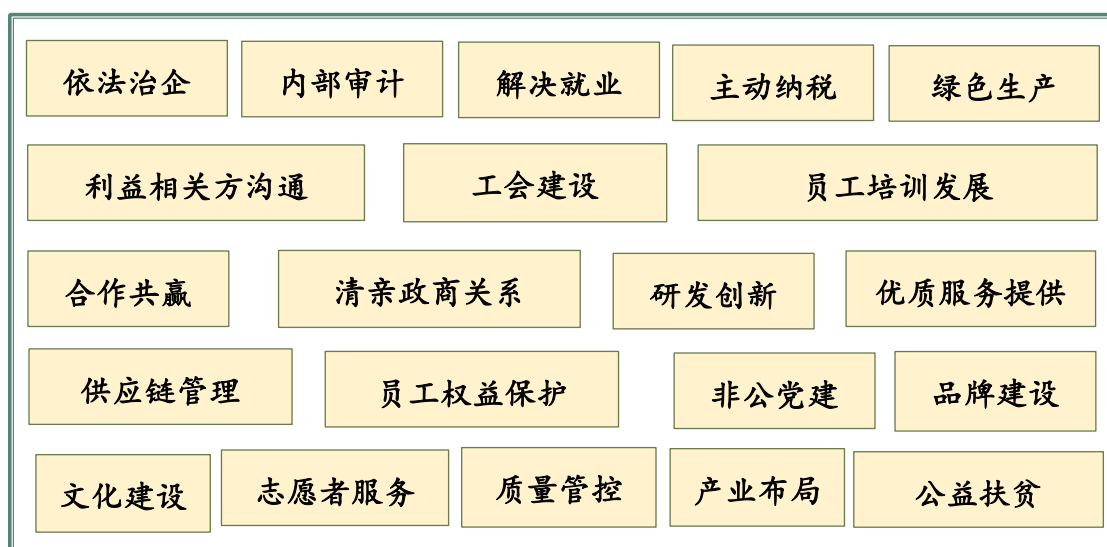 依法治企 内部审计 解决就业 主动纳税 绿色生产
利益相关方沟通 工会建设 员工培训发展
合作共赢 清亲政商关系 研发创新 优质服务提供
供应链管理 员工权益保护 非公党建 品牌建设
文化建设 志愿者服务 质量管控 产业布局 公益扶贫